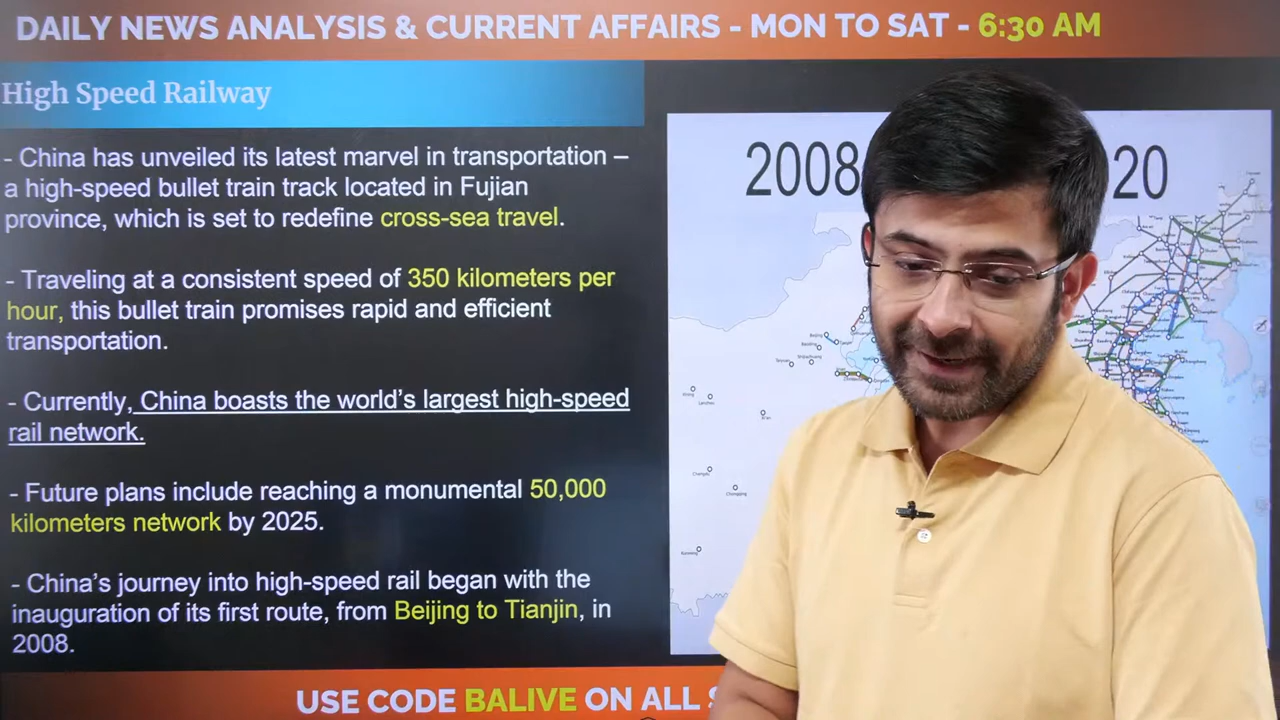 DAILY NEWS ANALYSIS & CURRENT AFFAIRS - MON TO SAT - 6:30 AM
High Speed Railway
- China has unveiled its latest marvel in transportation –
a high-speed bullet train track located in Fujian
province, which is set to redefine cross-sea travel.
- Traveling at a consistent speed of 350 kilometers per
hour, this bullet train promises rapid and efficient
transportation.
- Currently, China boasts the world's largest high-speed
rail network.
- Future plans include reaching a monumental 50,000
kilometers network by 2025.
- China's journey into high-speed rail began with the
inauguration of its first route, from Beijing to Tianjin, in
2008.
2008
20
USE CODE BALIVE ON ALL